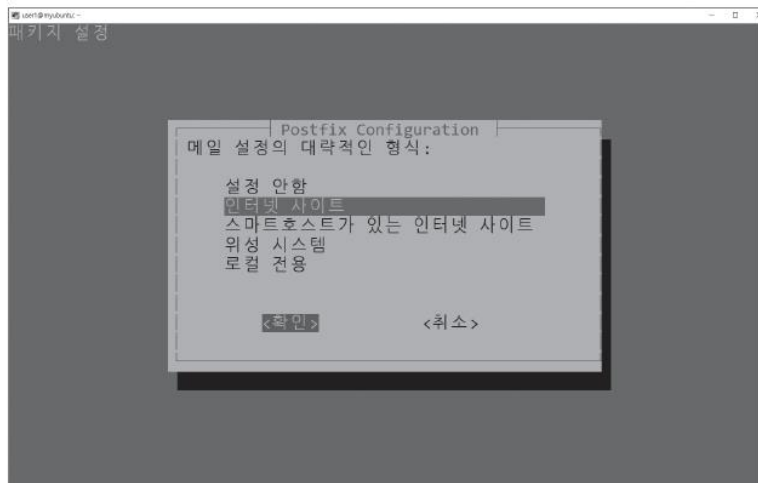 user1@myubuntu: ~
패키지 설정
Postfix Configuration
메일 설정의 대략적인 형식:
설정 안함
인터넷 사이트
스마트호스트가 있는 인터넷 사이트
위성 시스템
로컬 전용
<확인> <취소>